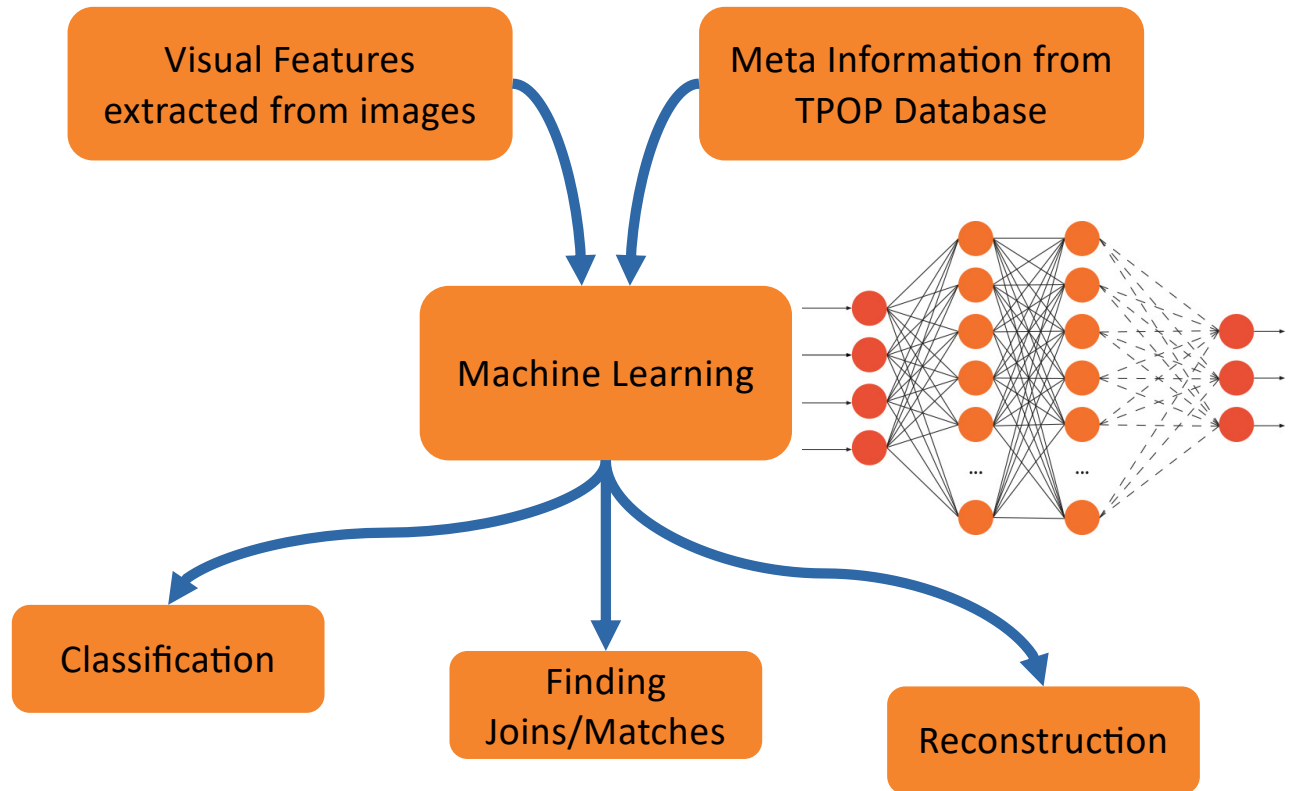 Visual Features
extracted from images
Meta Information from
TPOP Database
Machine Learning
...
...
Classification
Finding
Joins/Matches
Reconstruction